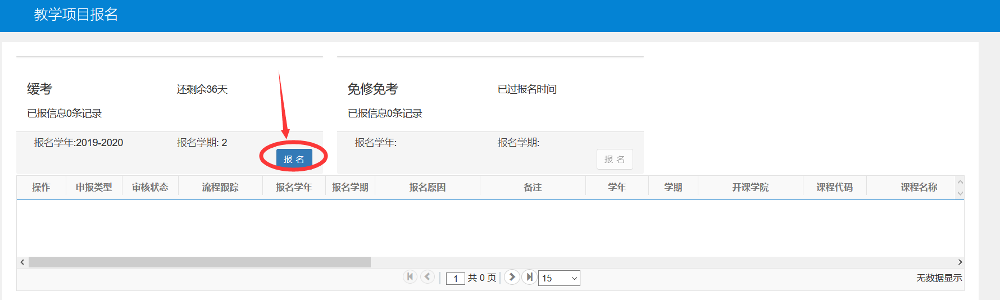 教学项目报名
缓考 还剩余36天
已报信息0条记录
报名学年:2019-2020 报名学期: 2
报 名
免修免考 已过报名时间
已报信息0条记录
报名学年: 报名学期:
报 名
操作 申报类型 审核状态 流程跟踪 报名学年 报名学期 报名原因 备注 学年 学期 开课学院 课程代码 课程名称
1 共 0 页 15 无数据显示